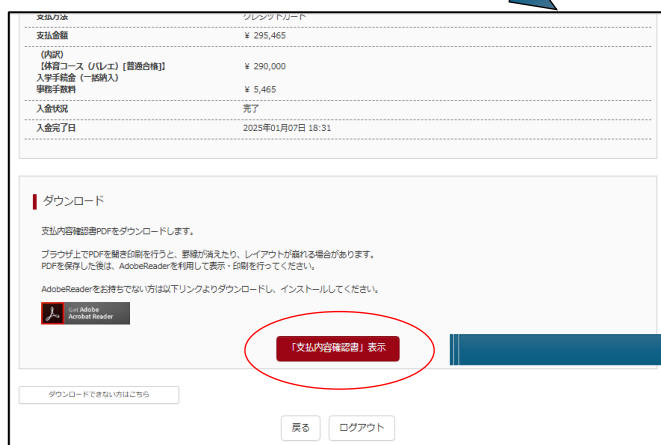 支払方法 クレジットカード
支払金額 ¥ 295,465
(内訳)
【体育コース(バレエ)[普通合格]】 ¥ 290,000
入学手続金(一括納入)
事務手数料 ¥ 5,465
入金状況 完了
入金完了日 2025年01月07日 18:31
ダウンロード
支払内容確認書PDFをダウンロードします。
ブラウザ上でPDFを開き印刷を行うと、罫線が消えたり、レイアウトが崩れる場合があります。
PDFを保存した後は、AdobeReaderを利用して表示・印刷を行ってください。
AdobeReaderをお持ちでない方は以下リンクよりダウンロードし、インストールしてください。
Get Adobe
Acrobat Reader
「支払内容確認書」表示
ダウンロードできない方はこちら
戻る ログアウト